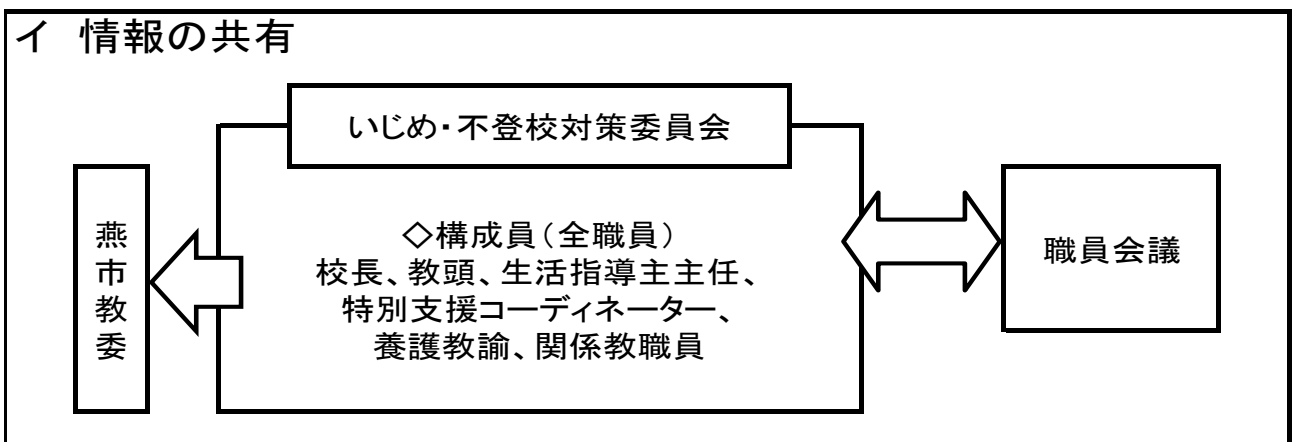 イ 情報の共有
いじめ・不登校対策委員会
燕市教委
◇構成員（全職員）
校長、教頭、生活指導主主任、
特別支援コーディネーター、
養護教諭、関係教職員
職員会議